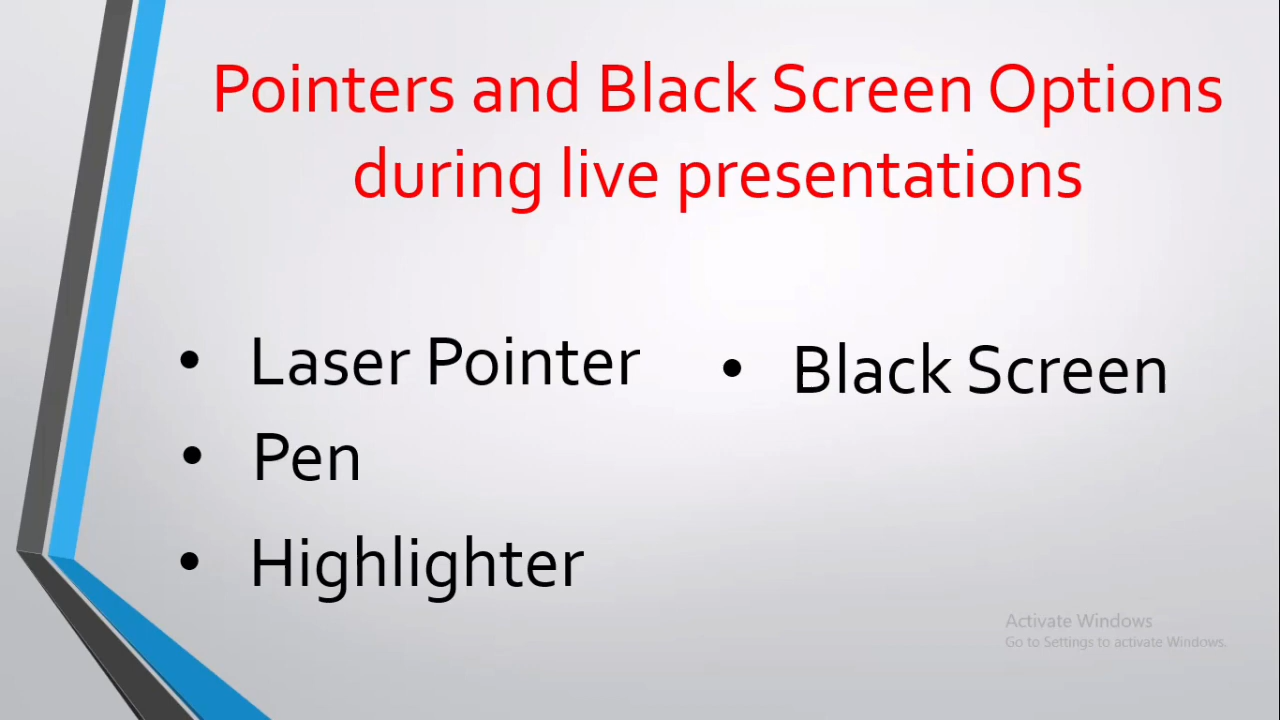 Pointers and Black Screen Options
during live presentations
• Laser Pointer
• Pen
• Highlighter
• Black Screen
Activate Windows
Go to Settings to activate Windows.